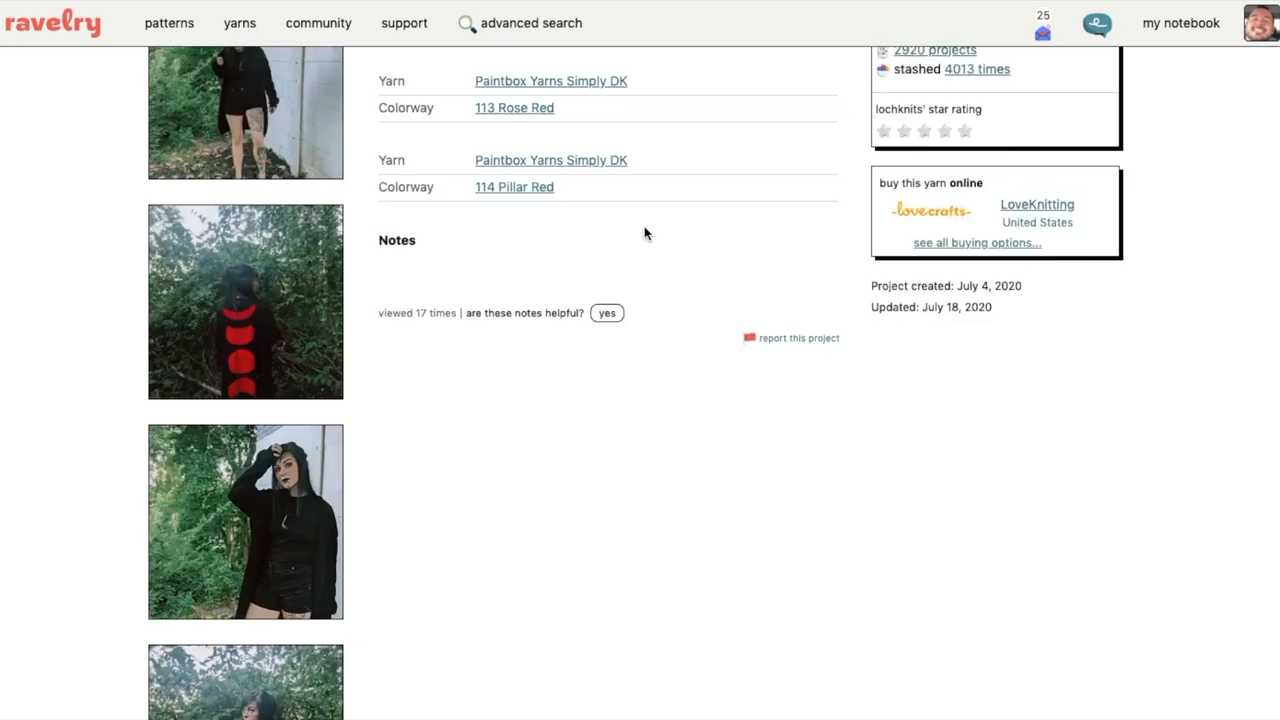 ravelry patterns yarns community support advanced search 25 my notebook
Yarn Paintbox Yarns Simply DK
Colorway 113 Rose Red
Yarn Paintbox Yarns Simply DK
Colorway 114 Pillar Red
Notes
viewed 17 times | are these notes helpful? yes
report this project
2920 projects
stashed 4013 times
lochknits' star rating
buy this yarn online
-lovecrafts- LoveKnitting
United States
see all buying options...
Project created: July 4, 2020
Updated: July 18, 2020